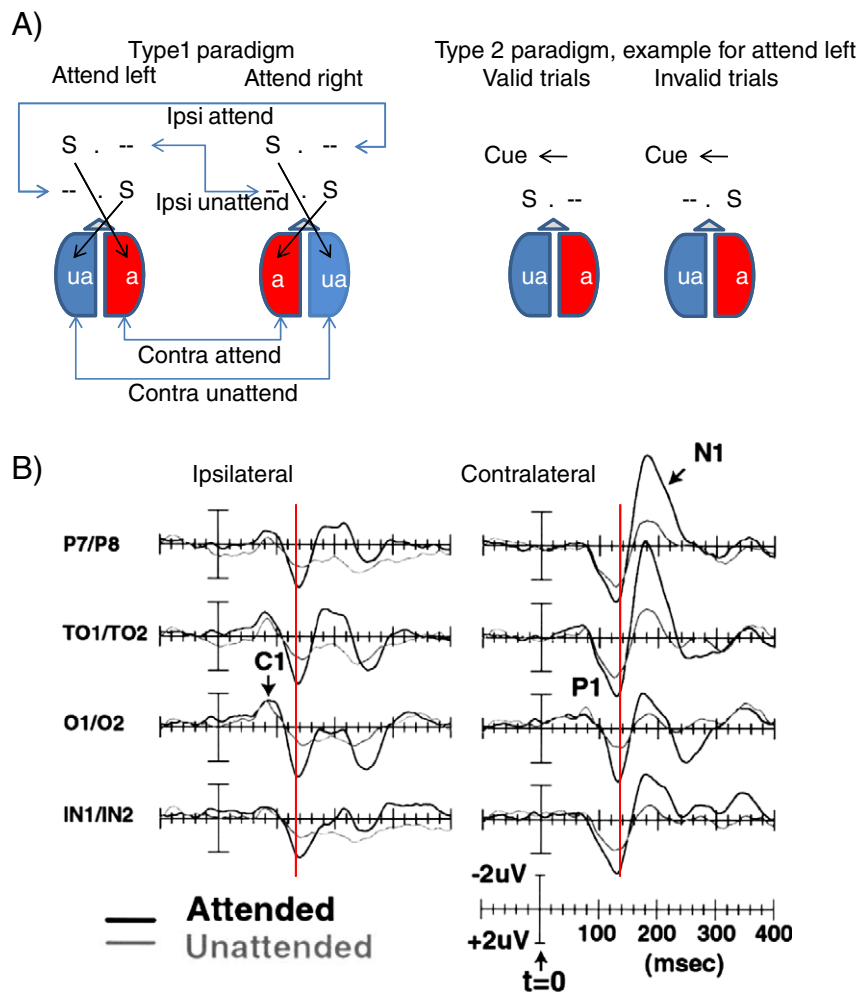 A)
Type1 paradigm
Attend left Attend right
Ipsi attend
S . -- S . --
-- . S -- . S
Ipsi unattend
ua a a ua
Contra attend
Contra unattend
Type 2 paradigm, example for attend left
Valid trials Invalid trials
Cue Cue
S . -- -- . S
ua a ua a
B)
Ipsilateral Contralateral
N1
P7/P8
TO1/TO2
C1
P1
O1/O2
IN1/IN2
-2uV
+2uV
100 200 300 400
(msec)
t=0
Attended
Unattended